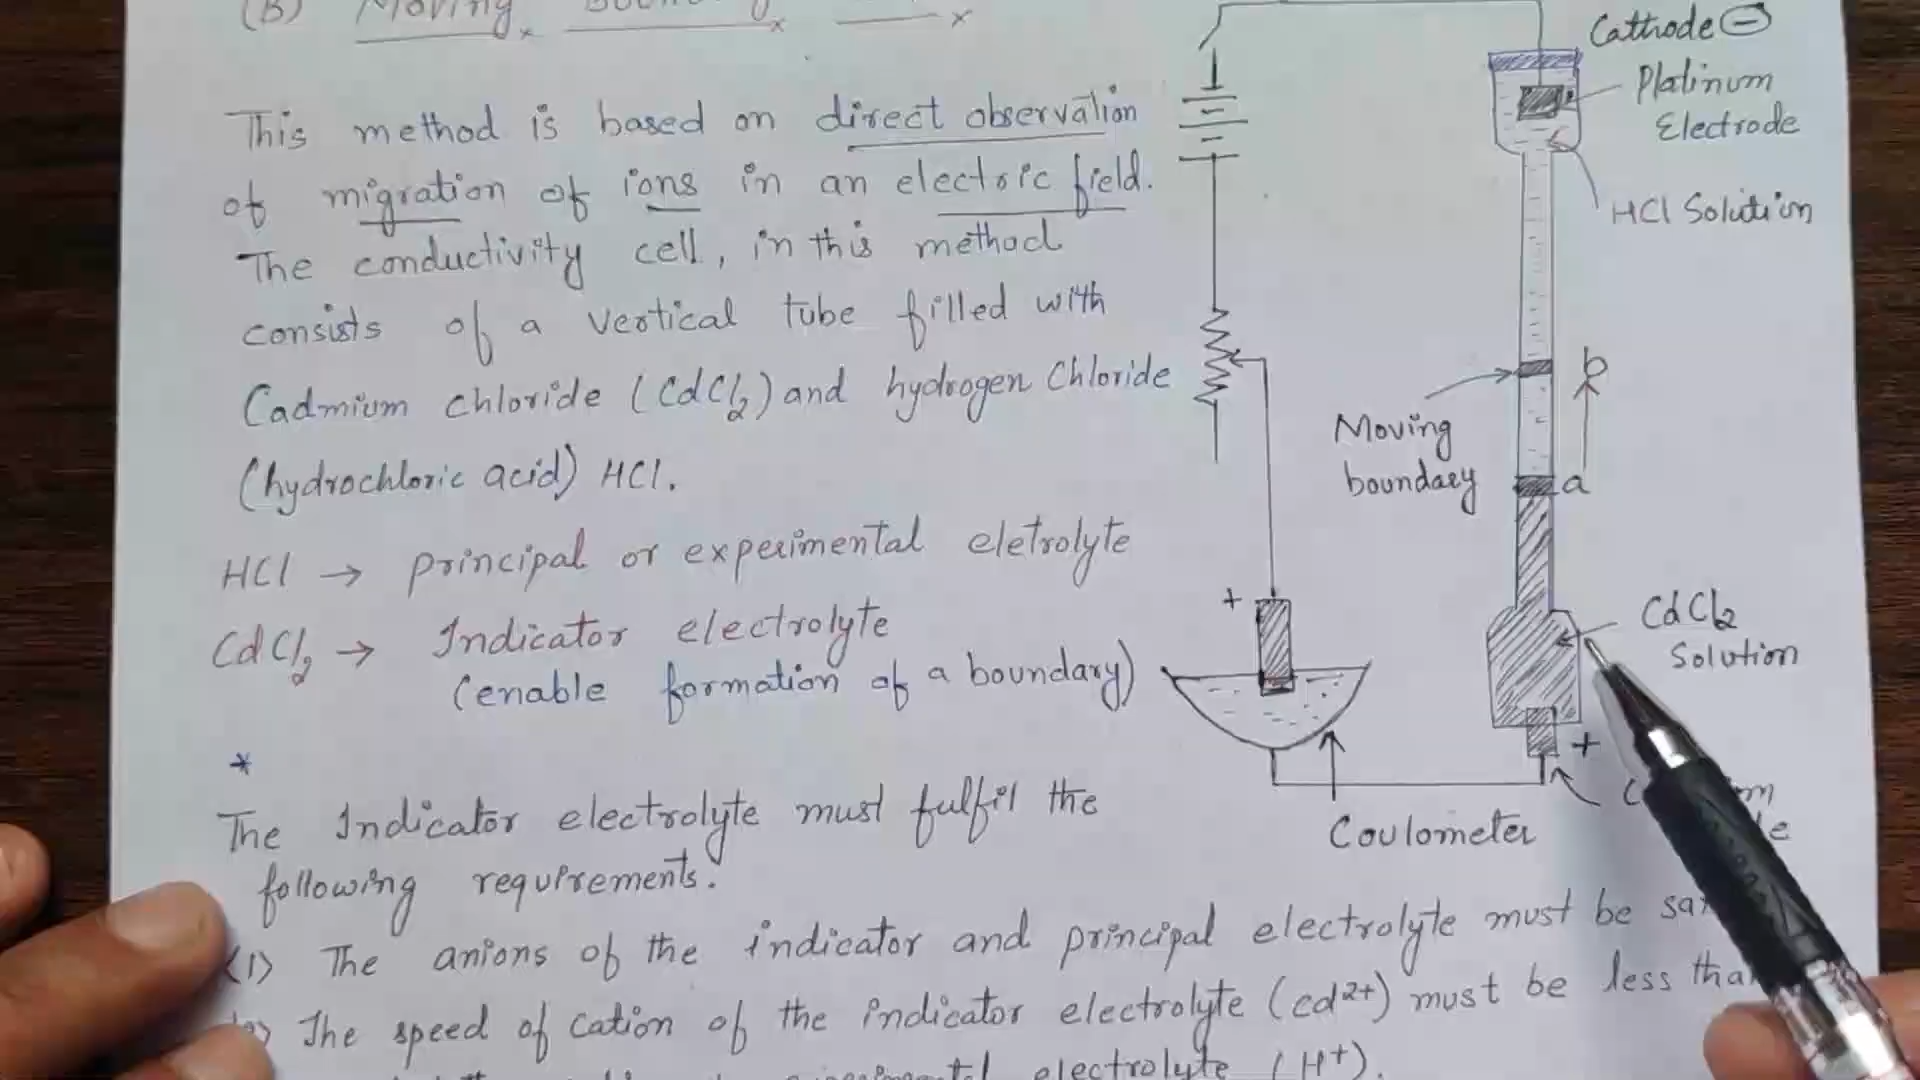 (B) Moving
This method is based on direct observation
of migration of ions in an electric field.
The conductivity cell, in this method
consists of a vertical tube filled with
Cadmium chloride (CdCl2) and hydrogen Chloride
(hydrochloric acid) HCl.
HCl → principal or experimental eletrolyte
CdCl2 → Indicator electrolyte
(enable formation of a boundary)
*
The Indicator electrolyte must fulfil the
following requirements.
(1) The anions of the indicator and principal electrolyte must be
The speed of cation of the indicator electrolyte (cd2+) must be less
electrolyte (H+).
Cathode ⊖
Platinum
Electrode
HCl Solution
b
Moving
boundary
a
CdCl2
Solution
+
+
Coulometer